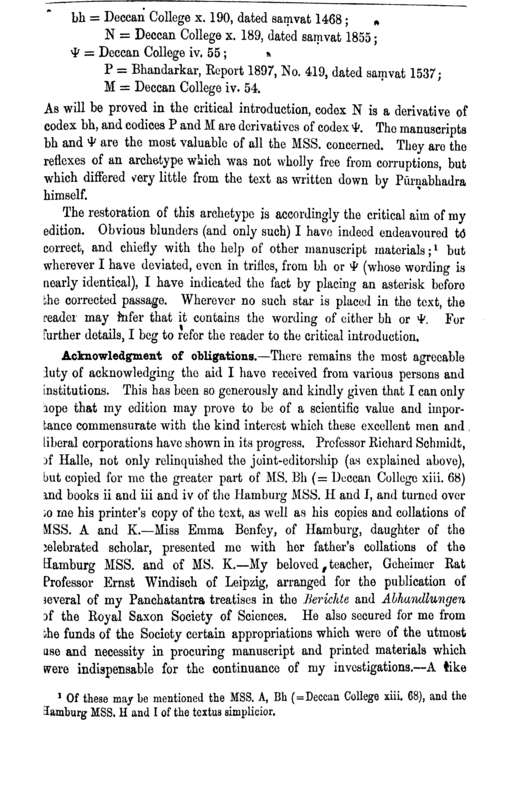 bh = Deccan College x. 190, dated saṃvat 1468;
N = Deccan College x. 189, dated saṃvat 1855;
Ψ = Deccan College iv. 55;
P = Bhandarkar, Report 1897, No. 419, dated saṃvat 1537;
M = Deccan College iv. 54.
As will be proved in the critical introduction, codex N is a derivative of
codex bh, and codices P and M are derivatives of codex Ψ. The manuscripts
bh and Ψ are the most valuable of all the MSS. concerned. They are the
reflexes of an archetype which was not wholly free from corruptions, but
which differed very little from the text as written down by Pūrṇabhadra
himself.
The restoration of this archetype is accordingly the critical aim of my
edition. Obvious blunders (and only such) I have indeed endeavoured to
correct, and chiefly with the help of other manuscript materials;¹ but
wherever I have deviated, even in trifles, from bh or Ψ (whose wording is
nearly identical), I have indicated the fact by placing an asterisk before
the corrected passage. Wherever no such star is placed in the text, the
reader may infer that it contains the wording of either bh or Ψ. For
further details, I beg to refer the reader to the critical introduction.
Acknowledgment of obligations.—There remains the most agreeable
duty of acknowledging the aid I have received from various persons and
institutions. This has been so generously and kindly given that I can only
hope that my edition may prove to be of a scientific value and impor-
tance commensurate with the kind interest which these excellent men and
liberal corporations have shown in its progress. Professor Richard Schmidt,
of Halle, not only relinquished the joint-editorship (as explained above),
but copied for me the greater part of MS. Bh (= Deccan College xiii. 68)
and books ii and iii and iv of the Hamburg MSS. H and I, and turned over
to me his printer's copy of the text, as well as his copies and collations of
MSS. A and K.—Miss Emma Benfey, of Hamburg, daughter of the
celebrated scholar, presented me with her father's collations of the
Hamburg MSS. and of MS. K.—My beloved teacher, Geheimer Rat
Professor Ernst Windisch of Leipzig, arranged for the publication of
several of my Panchatantra treatises in the Berichte and Abhandlungen
of the Royal Saxon Society of Sciences. He also secured for me from
the funds of the Society certain appropriations which were of the utmost
use and necessity in procuring manuscript and printed materials which
were indispensable for the continuance of my investigations.—A like
¹ Of these may be mentioned the MSS. A, Bh (=Deccan College xiii. 68), and the
Hamburg MSS. H and I of the textus simplicior.